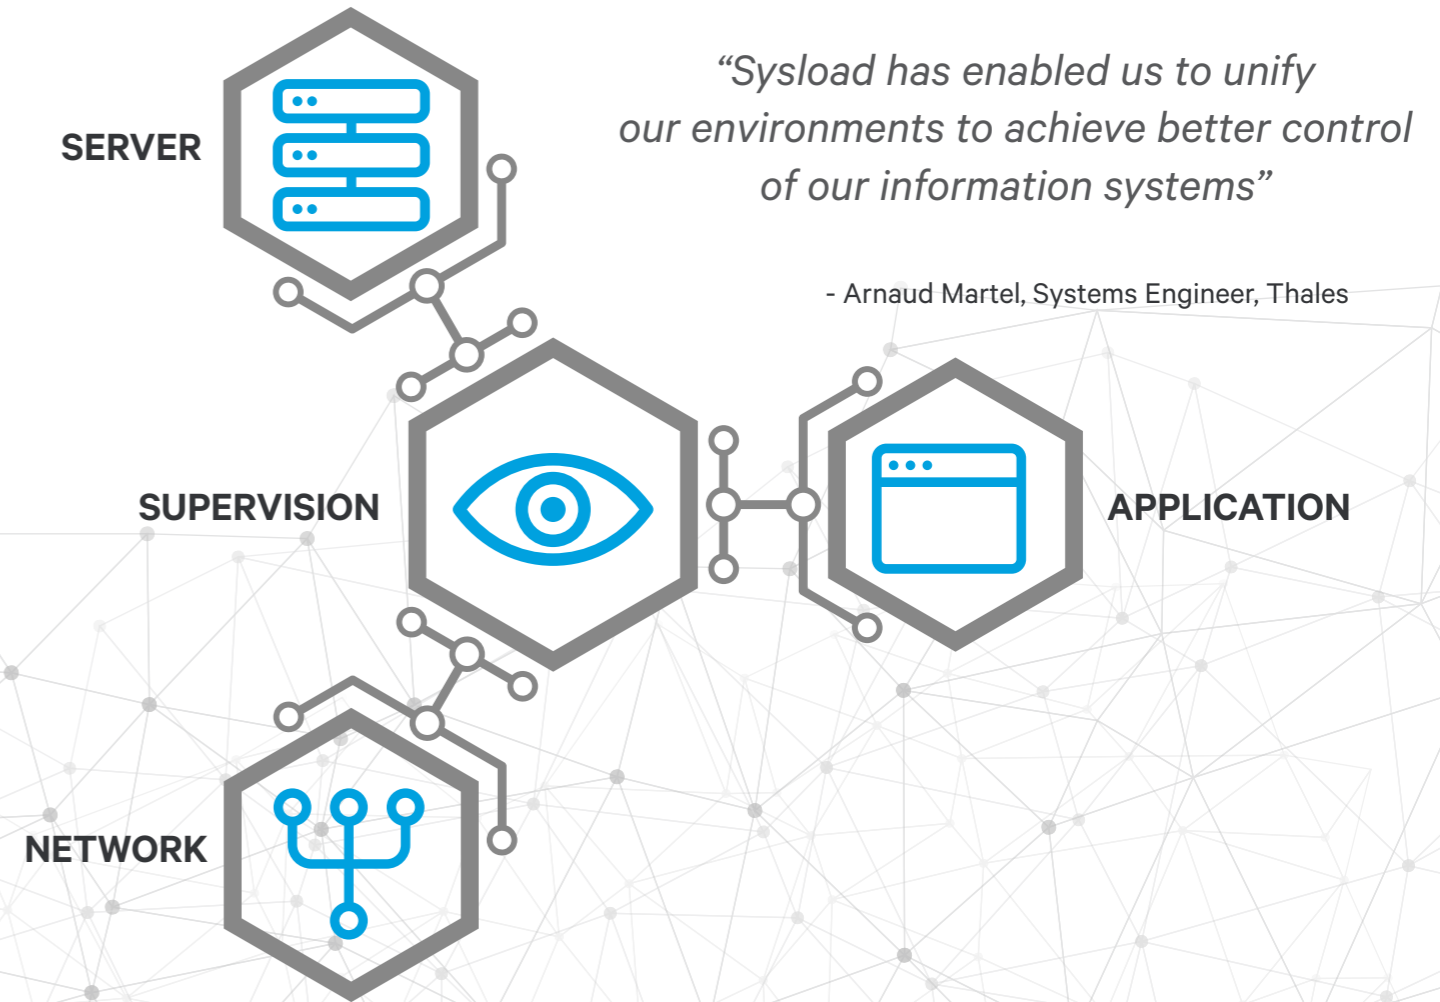 “Sysload has enabled us to unify
our environments to achieve better control
of our information systems”
- Arnaud Martel, Systems Engineer, Thales
SERVER
SUPERVISION
APPLICATION
NETWORK